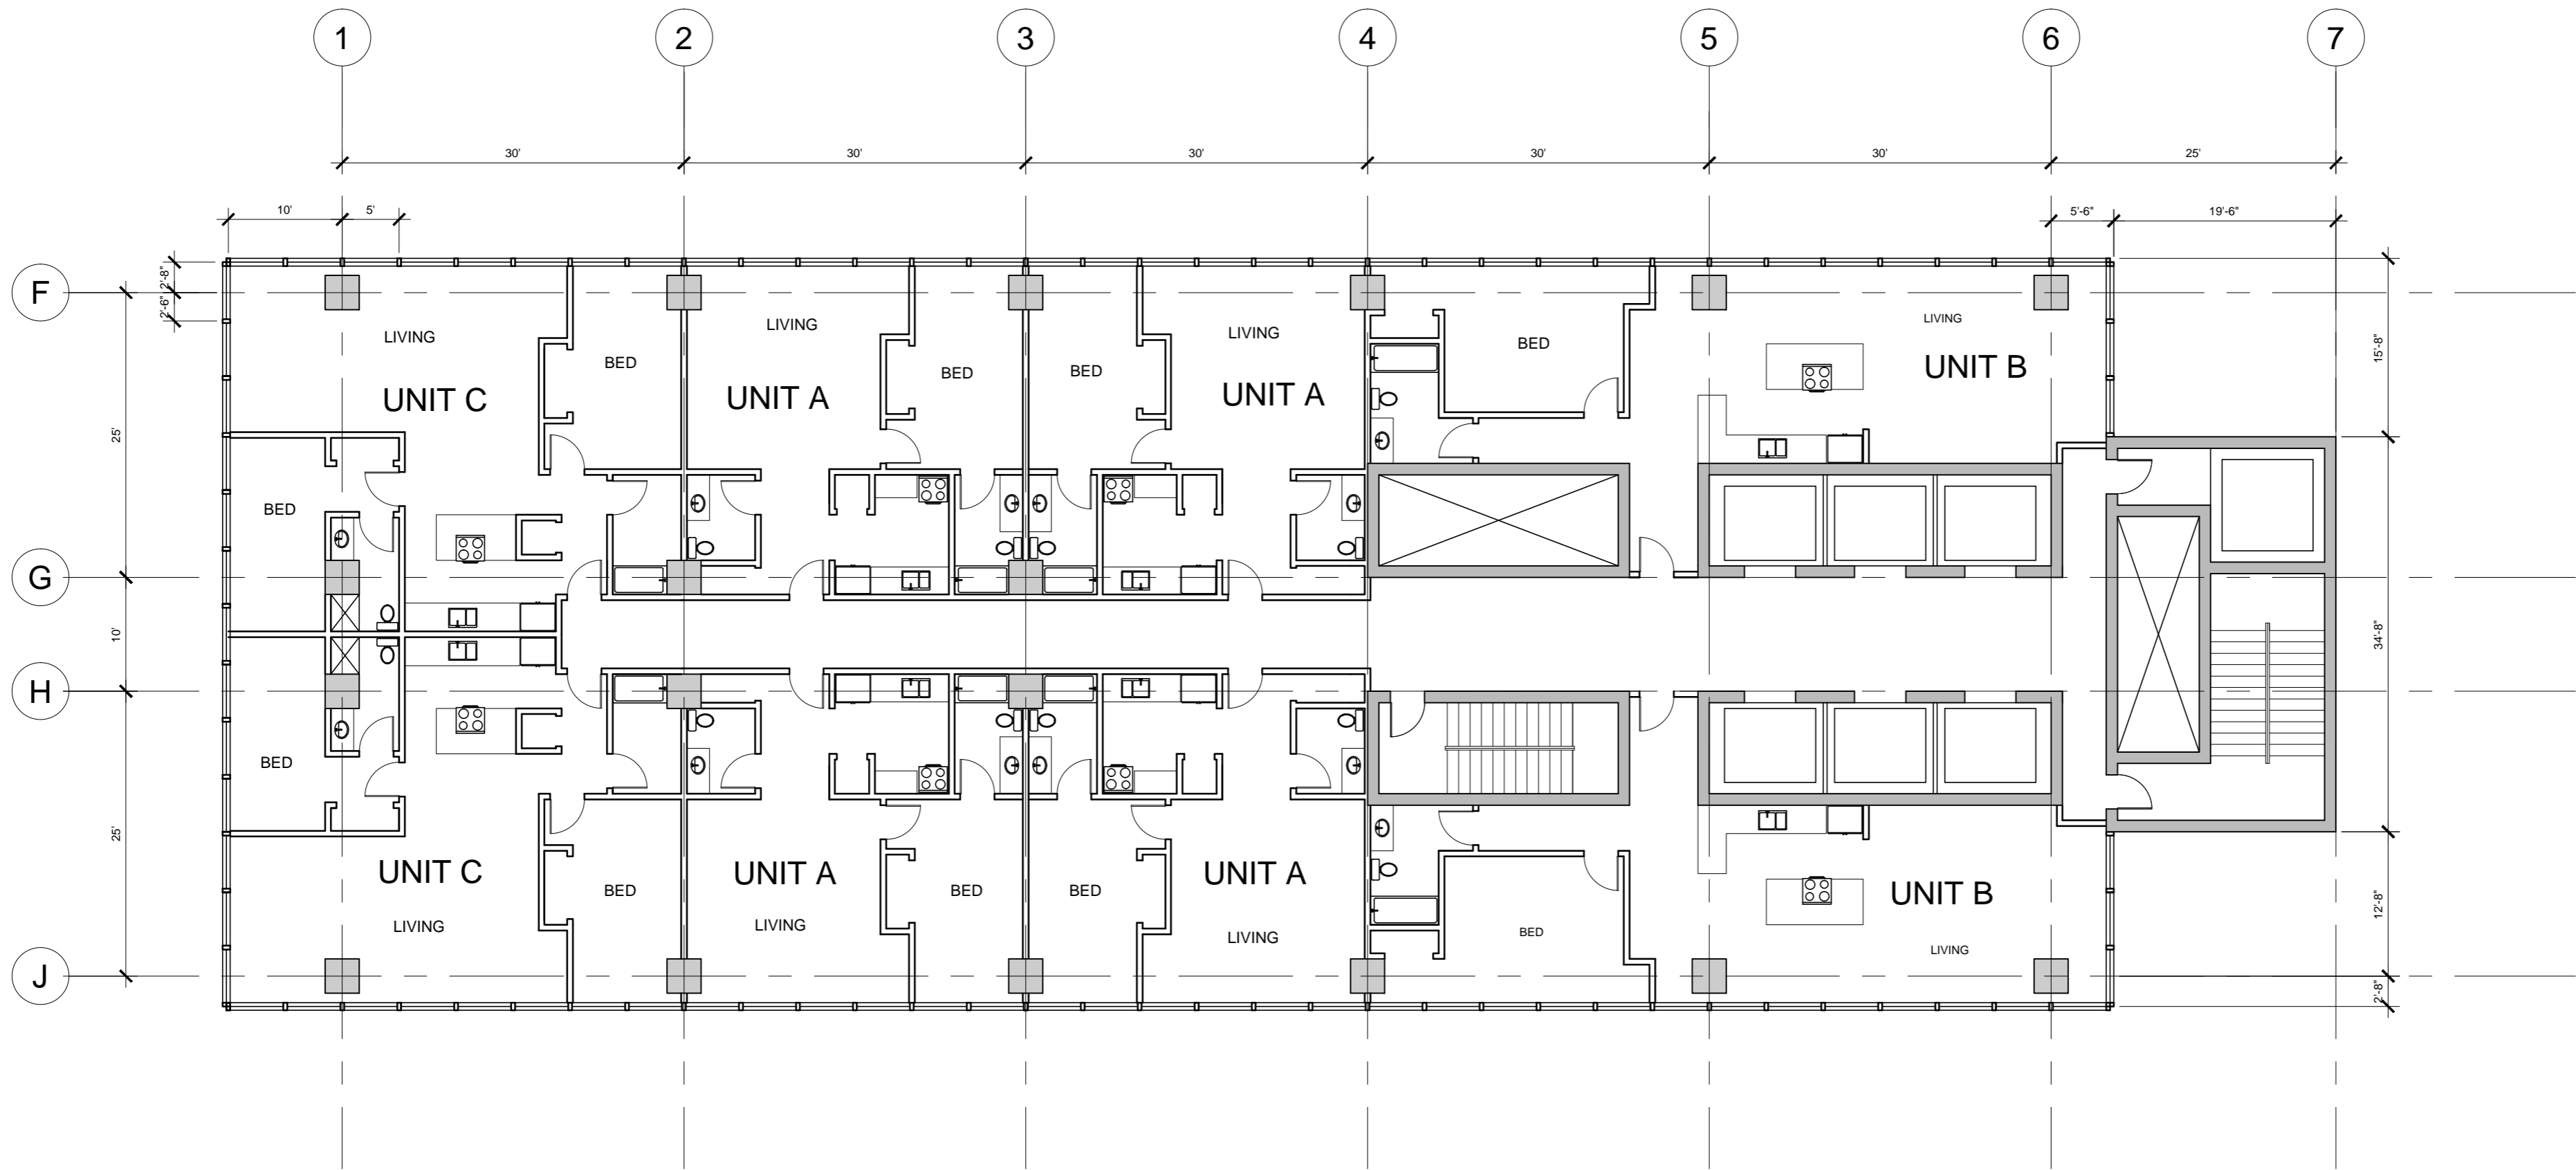 1 2 3 4 5 6 7
30' 30' 30' 30' 30' 25'
10' 5' 5'-6" 19'-6"
2'-8"
F
2'-6"
LIVING
LIVING
LIVING
LIVING
BED
BED
BED
BED
15'-8"
UNIT C
UNIT A
UNIT A
UNIT B
25'
BED
G
10'
34'-8"
H
BED
25'
UNIT C
UNIT A
UNIT A
UNIT B
BED
BED
BED
BED
12'-8"
LIVING
LIVING
LIVING
LIVING
J
2'-8"